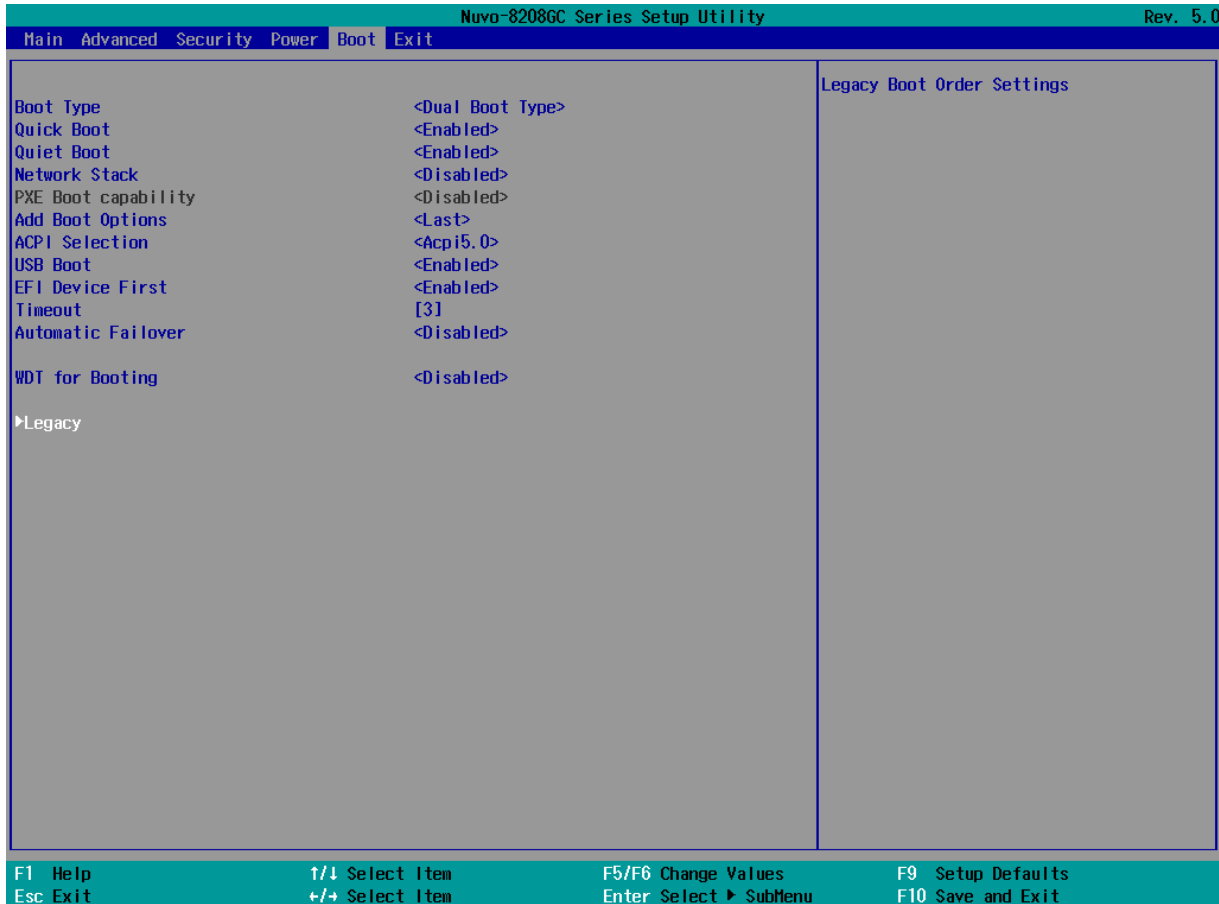 Nuvo-8208GC Series Setup Utility Rev. 5.0
Main Advanced Security Power Boot Exit
Legacy Boot Order Settings
Boot Type <Dual Boot Type>
Quick Boot <Enabled>
Quiet Boot <Enabled>
Network Stack <Disabled>
PXE Boot capability <Disabled>
Add Boot Options <Last>
ACPI Selection <Acpi5.0>
USB Boot <Enabled>
EFI Device First <Enabled>
Timeout [3]
Automatic Failover <Disabled>
WDT for Booting <Disabled>
▶Legacy
F1 Help ↑/↓ Select Item F5/F6 Change Values F9 Setup Defaults
Esc Exit ←/→ Select Item Enter Select ▶ SubMenu F10 Save and Exit